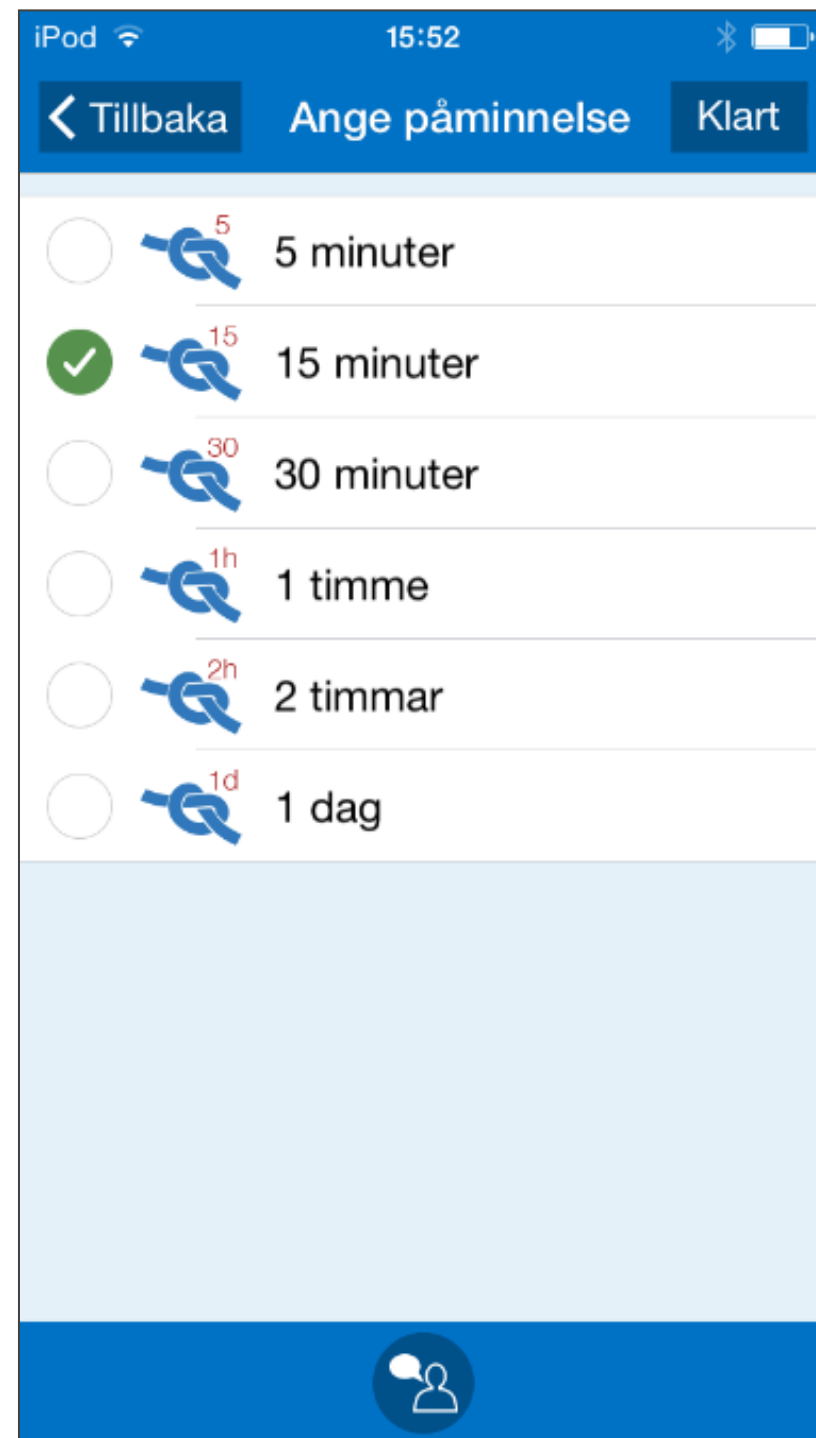 iPod 15:52
Tillbaka Ange påminnelse Klart
5
5 minuter
15
15 minuter
30
30 minuter
1h
1 timme
2h
2 timmar
1d
1 dag